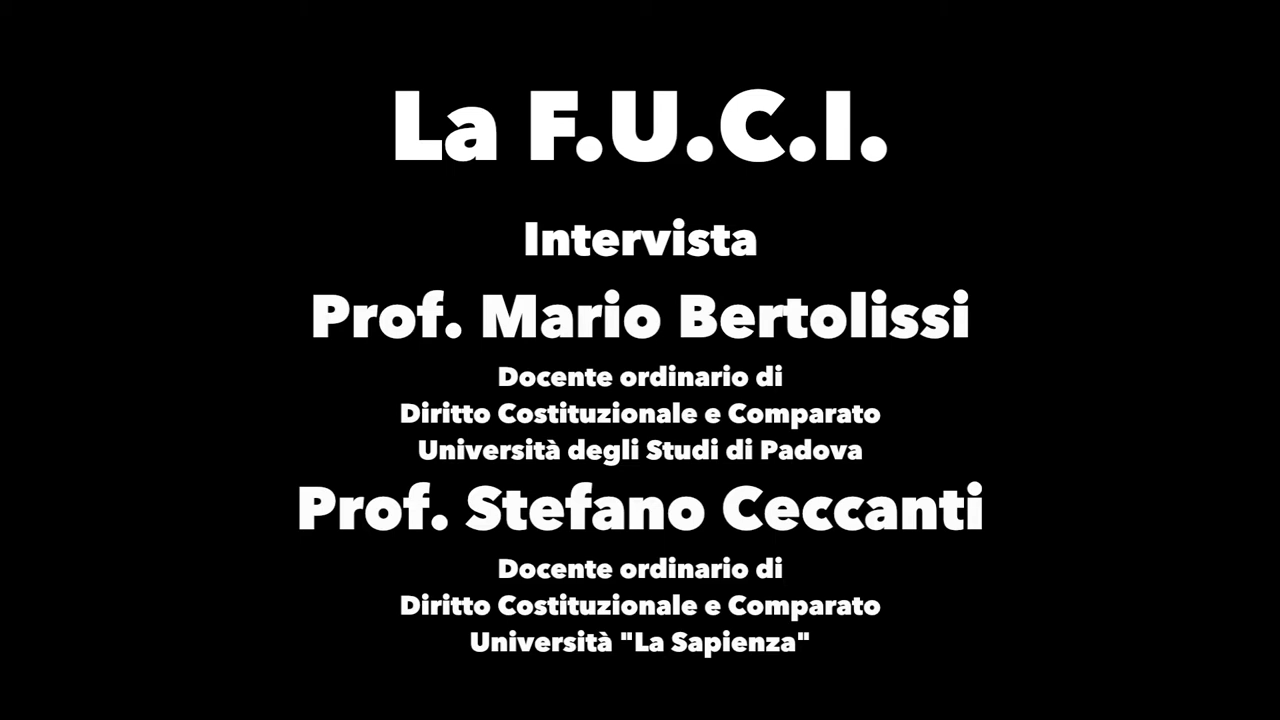 La F.U.C.I.
Intervista
Prof. Mario Bertolissi
Docente ordinario di
Diritto Costituzionale e Comparato
Università degli Studi di Padova
Prof. Stefano Ceccanti
Docente ordinario di
Diritto Costituzionale e Comparato
Università "La Sapienza"